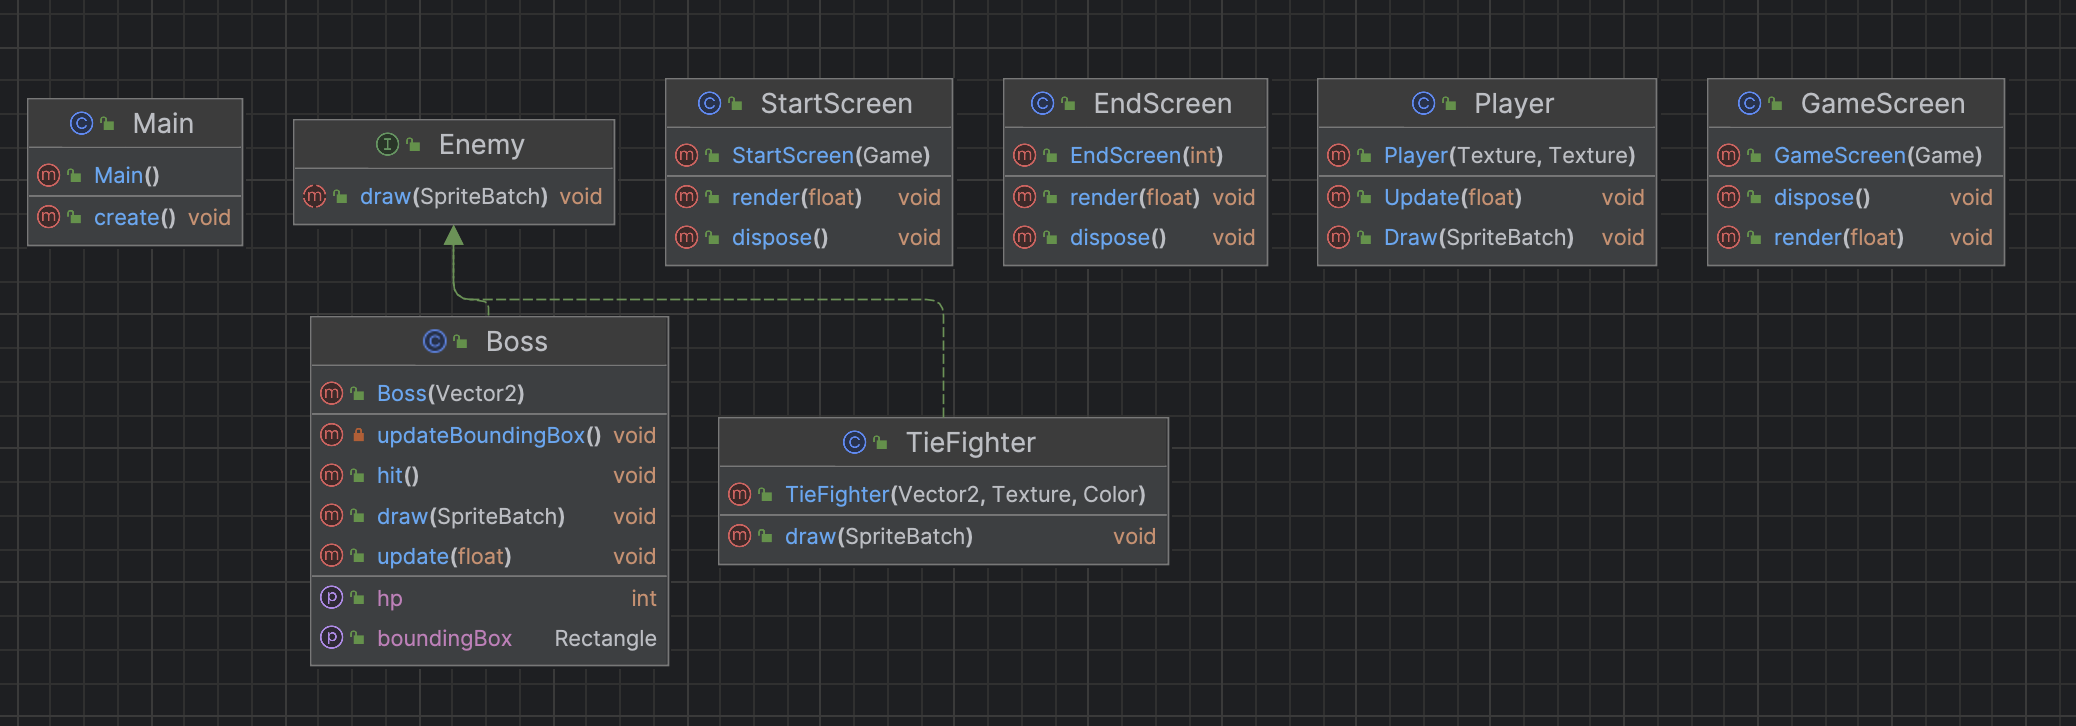 Main
Main()
create() void
Enemy
draw(SpriteBatch) void
StartScreen
StartScreen(Game)
render(float) void
dispose() void
EndScreen
EndScreen(int)
render(float) void
dispose() void
Player
Player(Texture, Texture)
Update(float) void
Draw(SpriteBatch) void
GameScreen
GameScreen(Game)
dispose() void
render(float) void
Boss
Boss(Vector2)
updateBoundingBox() void
hit() void
draw(SpriteBatch) void
update(float) void
hp int
boundingBox Rectangle
TieFighter
TieFighter(Vector2, Texture, Color)
draw(SpriteBatch) void